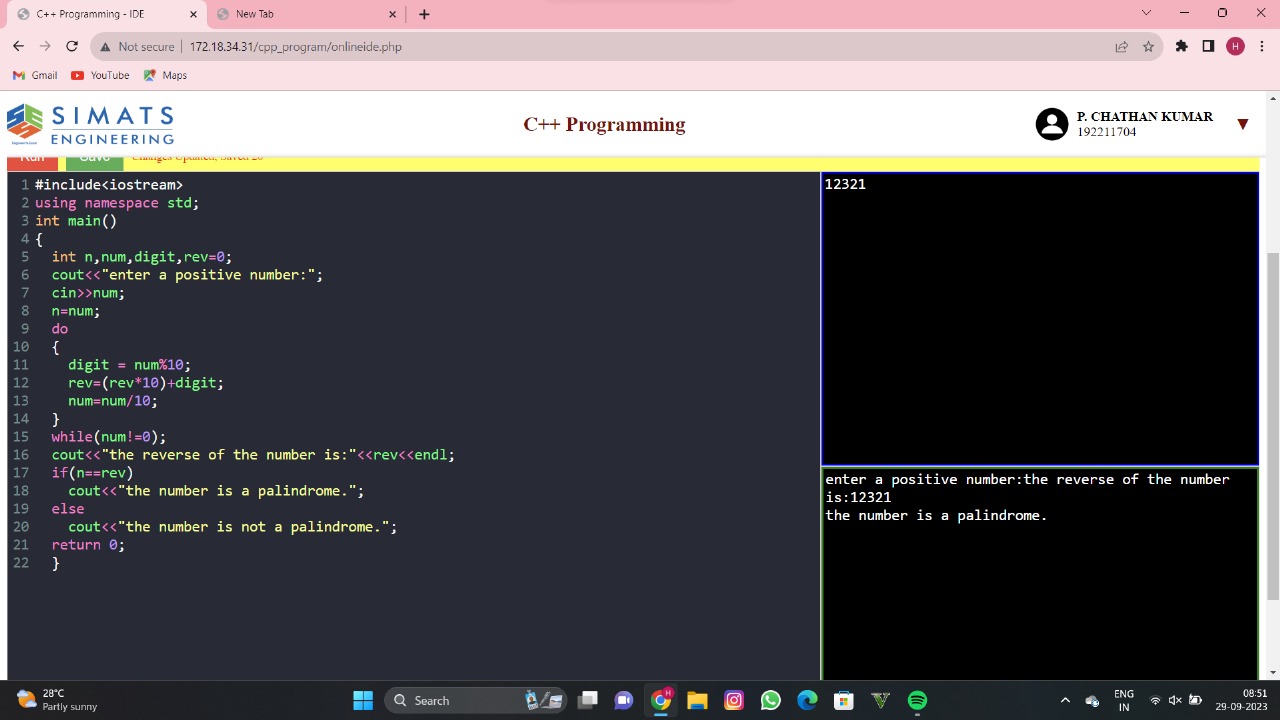 C++ Programming - IDE
New Tab
Not secure
172.18.34.31/cpp_program/onlineide.php
H
Gmail
YouTube
Maps
SIMATS
ENGINEERING
C++ Programming
P. CHATHAN KUMAR
192211704
Run
Save
Changes Updated, Saved 20
1 #include<iostream>
2 using namespace std;
3 int main()
4 {
5 int n,num,digit,rev=0;
6 cout<<"enter a positive number:";
7 cin>>num;
8 n=num;
9 do
10 {
11 digit = num%10;
12 rev=(rev*10)+digit;
13 num=num/10;
14 }
15 while(num!=0);
16 cout<<"the reverse of the number is:"<<rev<<endl;
17 if(n==rev)
18 cout<<"the number is a palindrome.";
19 else
20 cout<<"the number is not a palindrome.";
21 return 0;
22 }
12321
enter a positive number:the reverse of the number
is:12321
the number is a palindrome.
28°C
Partly sunny
Search
H
ENG
IN
08:51
29-09-2023